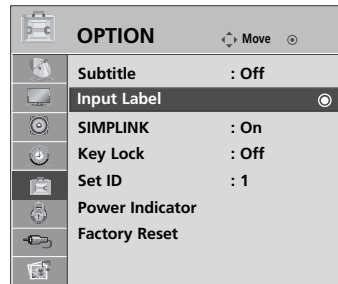 OPTION Move
Subtitle : Off
Input Label
SIMPLINK : On
Key Lock : Off
Set ID : 1
Power Indicator
Factory Reset